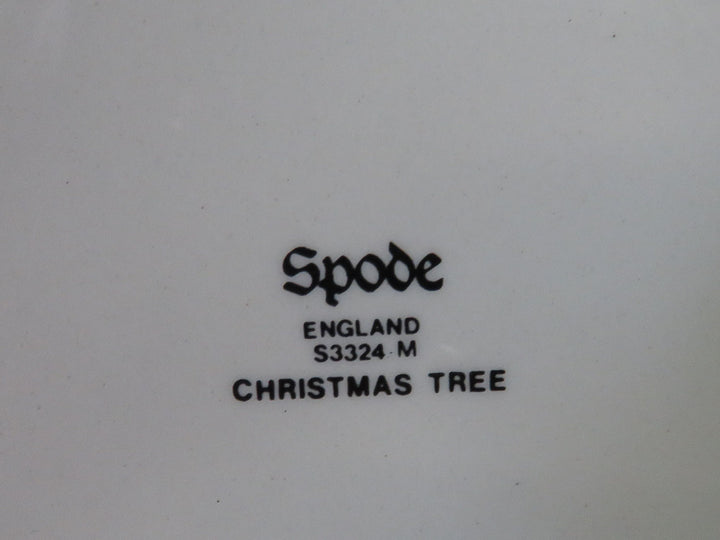 Spode
ENGLAND
S3324 M
CHRISTMAS TREE